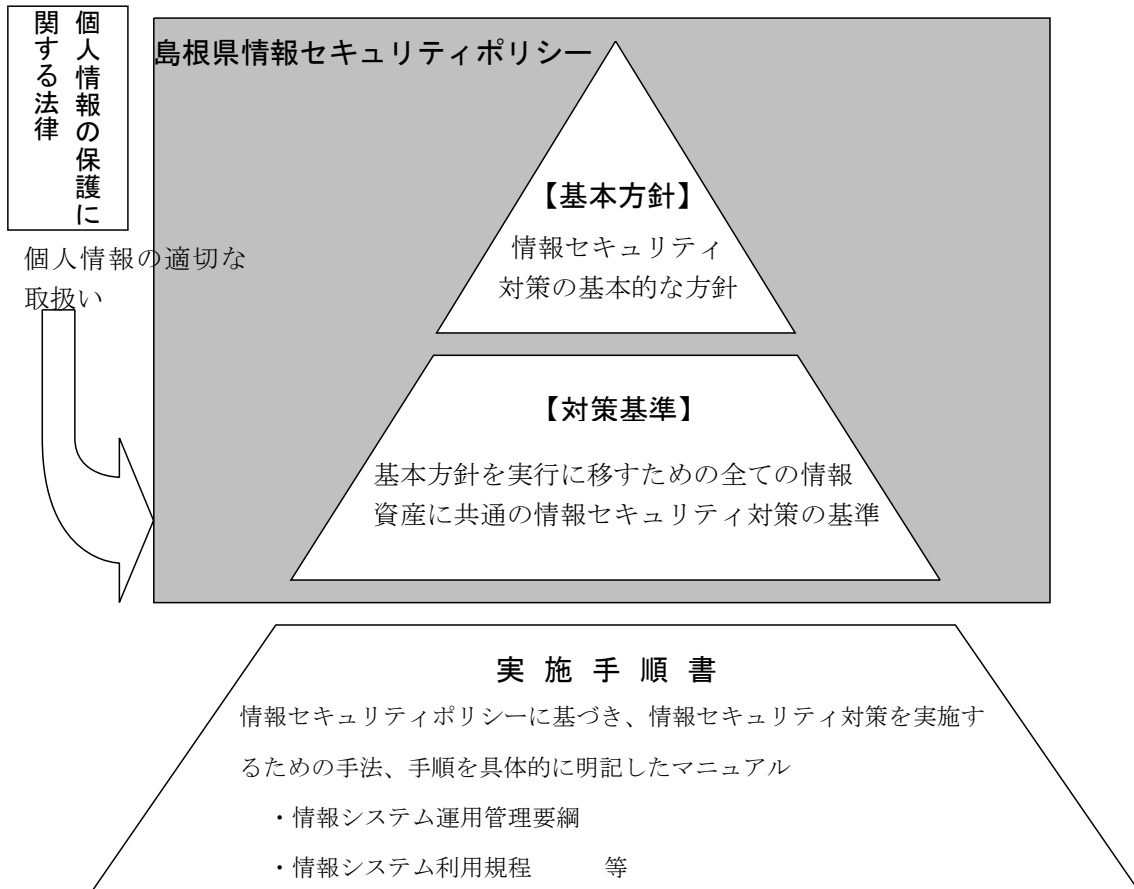 個人情報の保護に
関する法律
島根県情報セキュリティポリシー
個人情報の適切な
取扱い
【基本方針】
情報セキュリティ
対策の基本的な方針
【対策基準】
基本方針を実行に移すための全ての情報
資産に共通の情報セキュリティ対策の基準
実 施 手 順 書
情報セキュリティポリシーに基づき、情報セキュリティ対策を実施す
るための手法、手順を具体的に明記したマニュアル
・情報システム運用管理要綱
・情報システム利用規程　　　等